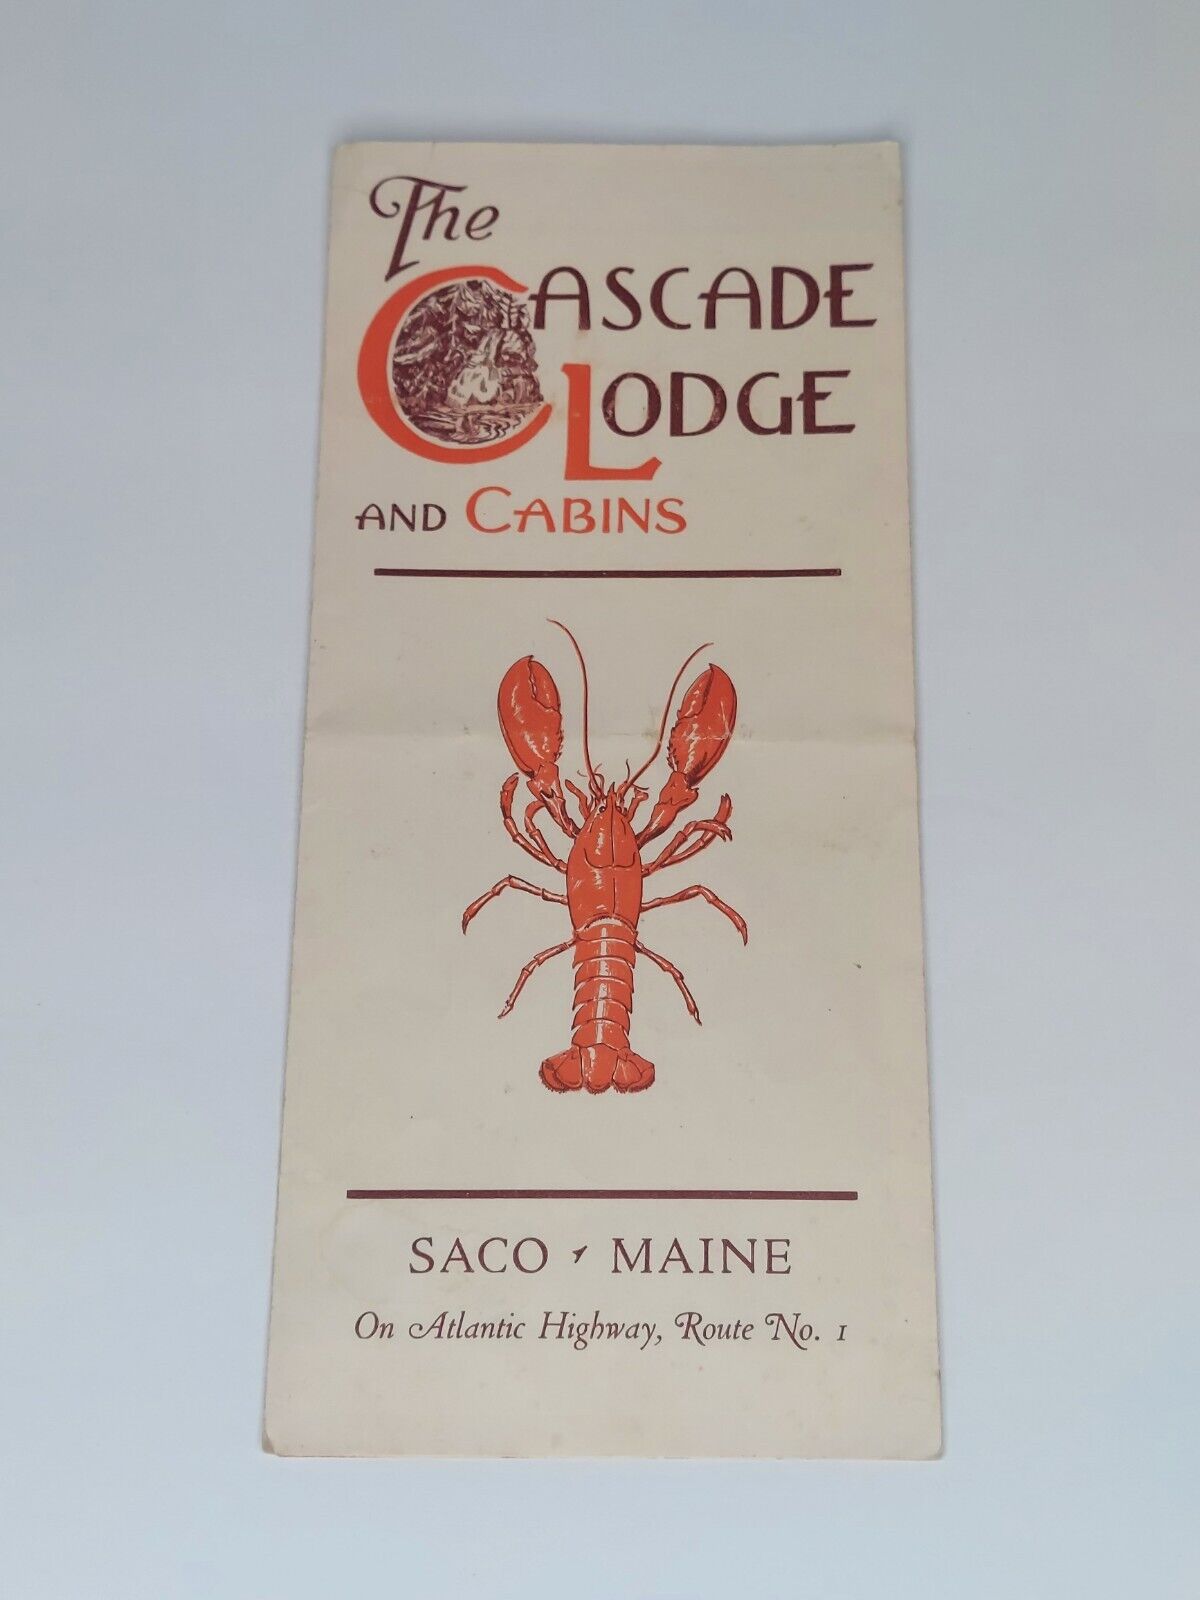 The
CASCADE
LODGE
AND CABINS
SACO MAINE
On Atlantic Highway, Route No. 1